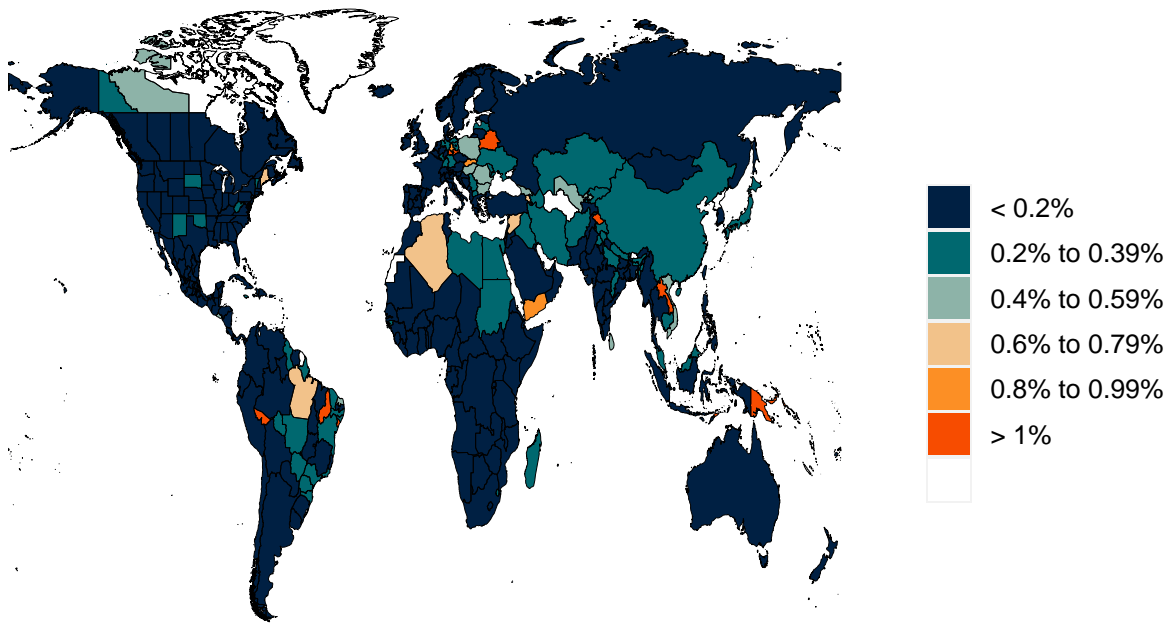 < 0.2%
0.2% to 0.39%
0.4% to 0.59%
0.6% to 0.79%
0.8% to 0.99%
> 1%